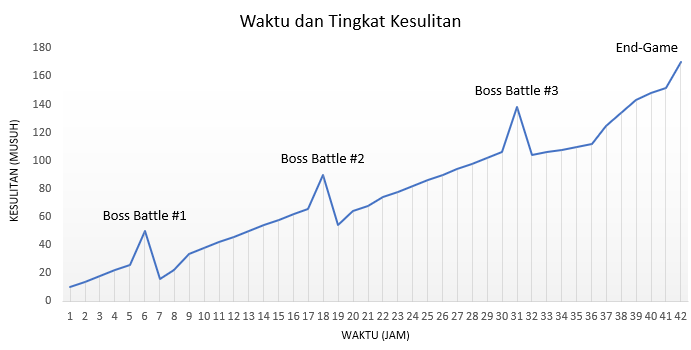 Waktu dan Tingkat Kesulitan
End-Game
Boss Battle #3
Boss Battle #2
Boss Battle #1
KESULITAN (MUSUH)
180
160
140
120
100
80
60
40
20
0
1 2 3 4 5 6 7 8 9 10 11 12 13 14 15 16 17 18 19 20 21 22 23 24 25 26 27 28 29 30 31 32 33 34 35 36 37 38 39 40 41 42
WAKTU (JAM)